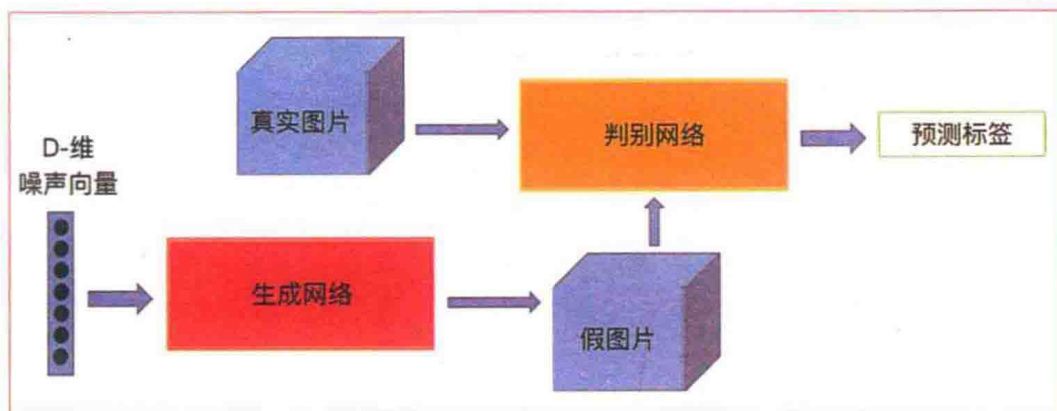 真实图片
判别网络
预测标签
D-维
噪声向量
生成网络
假图片